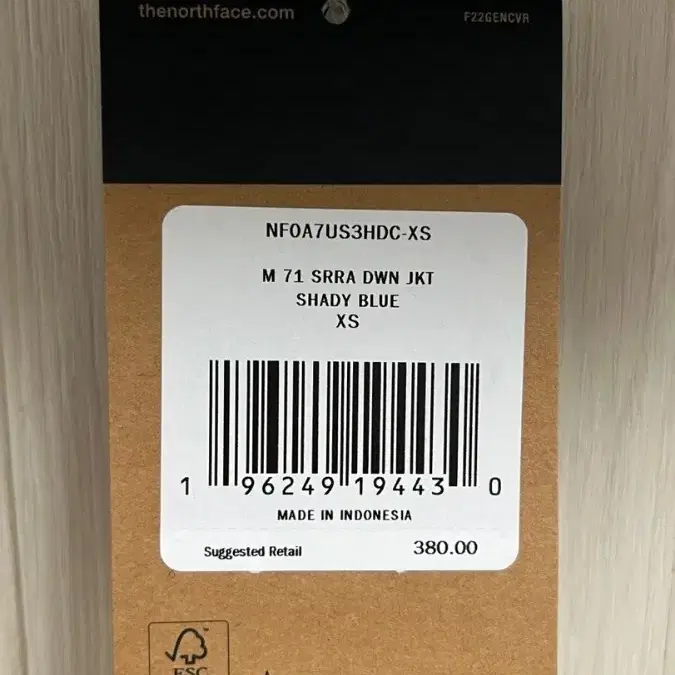 thenorthface.com
F22GENCVR
NF0A7US3HDC-XS
M 71 SRRA DWN JKT
SHADY BLUE
XS
1 96249 19443 0
MADE IN INDONESIA
Suggested Retail 380.00
FSC